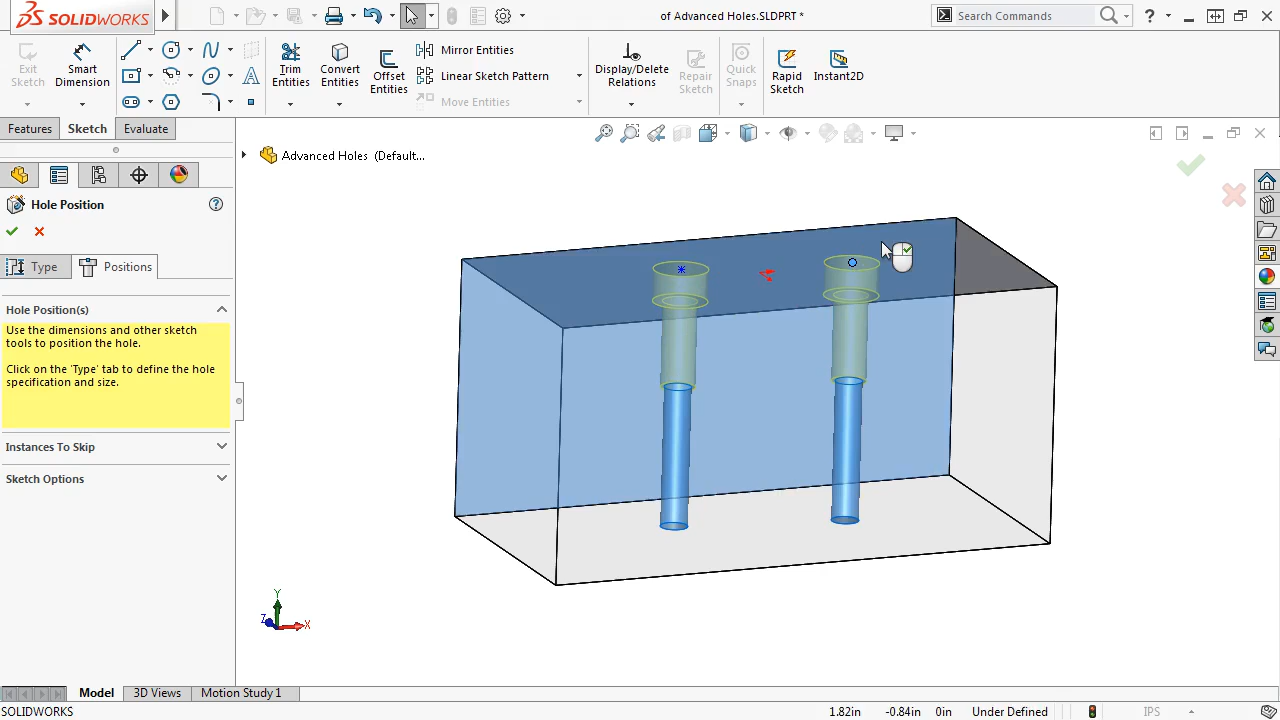 SOLIDWORKS
of Advanced Holes.SLDPRT *
Search Commands
Exit Sketch
Smart Dimension
Trim Entities
Convert Entities
Offset Entities
Mirror Entities
Linear Sketch Pattern
Move Entities
Display/Delete Relations
Repair Sketch
Quick Snaps
Rapid Sketch
Instant2D
Features
Sketch
Evaluate
Advanced Holes (Default...
Hole Position
Type
Positions
Hole Position(s)
Use the dimensions and other sketch
tools to position the hole.
Click on the 'Type' tab to define the hole
specification and size.
Instances To Skip
Sketch Options
Y
Z
X
Model
3D Views
Motion Study 1
SOLIDWORKS
1.82in
-0.84in
0in
Under Defined
IPS